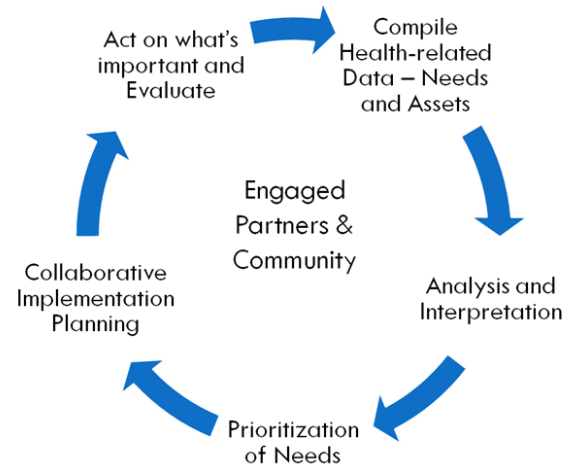 Act on what's
important and
Evaluate
Compile
Health-related
Data – Needs
and Assets
Engaged
Partners &
Community
Analysis and
Interpretation
Prioritization
of Needs
Collaborative
Implementation
Planning